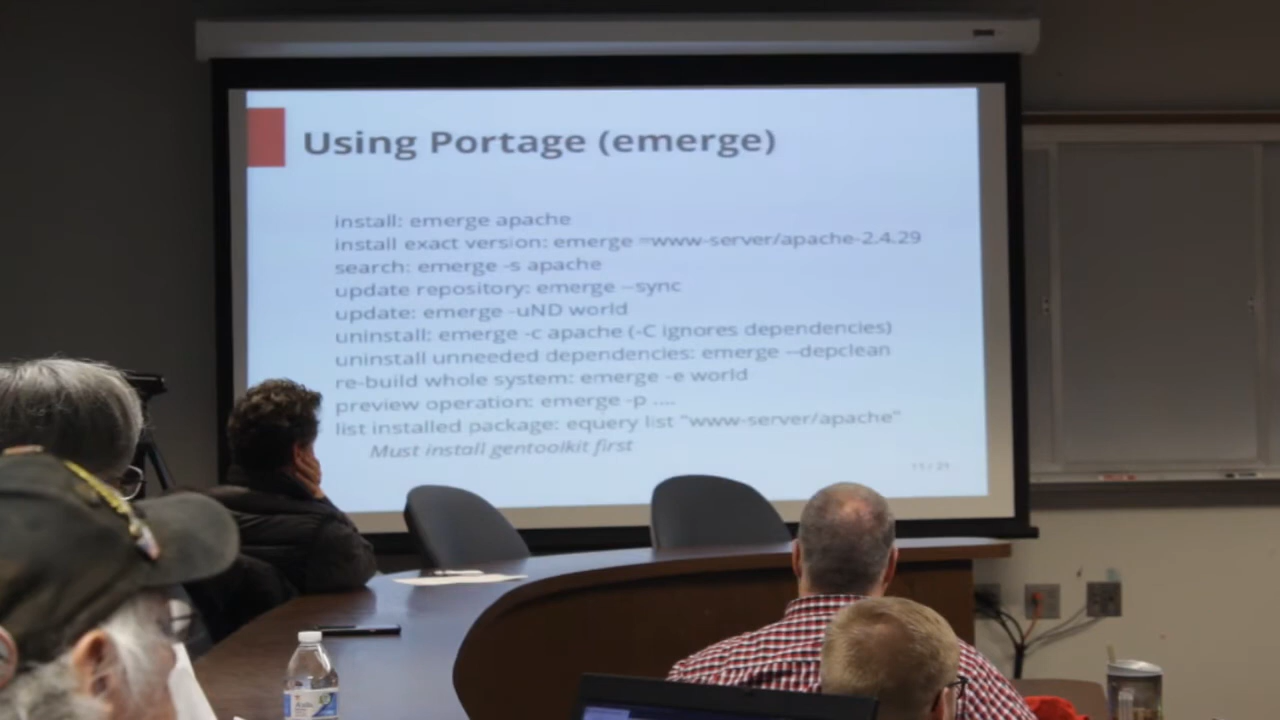 Using Portage (emerge)
install: emerge apache
install exact version: emerge =www-server/apache-2.4.29
search: emerge -s apache
update repository: emerge --sync
update: emerge -uND world
uninstall: emerge -c apache (-C ignores dependencies)
uninstall unneeded dependencies: emerge --depclean
re-build whole system: emerge -e world
preview operation: emerge -p ....
list installed package: equery list "www-server/apache"
Must install gentoolkit first
11 / 21